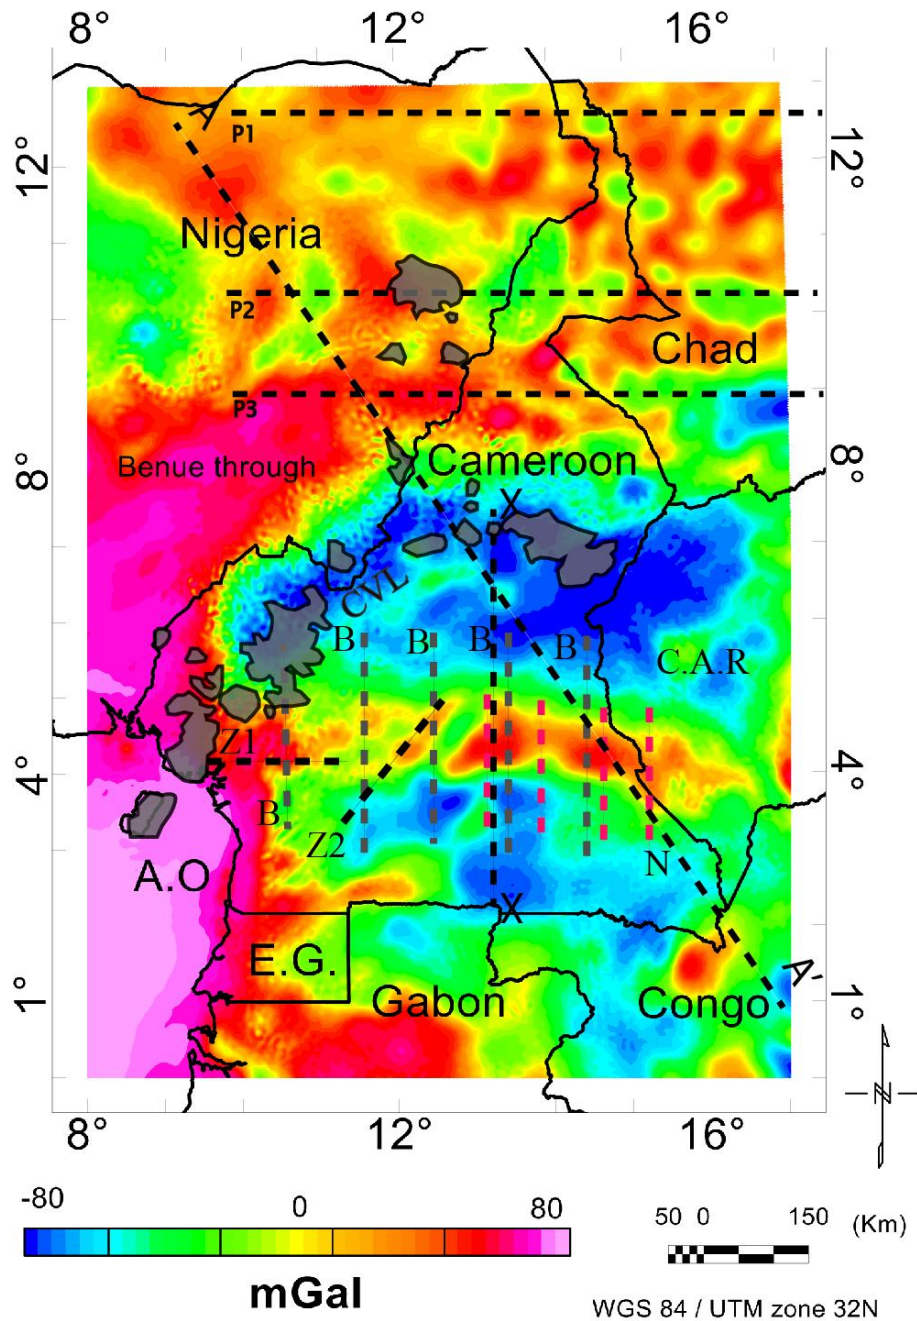 8° 12° 16°
A
P1
12° 12°
Nigeria
P2
Chad
P3
8° Benue through Cameroon 8°
X
CVL
B B B B
C.A.R
Z1
4° 4°
B
Z2 N
A.O
X
E.G. A'
1° Gabon Congo 1°
N
8° 12° 16°
-80 0 80
mGal
50 0 150 (Km)
WGS 84 / UTM zone 32N